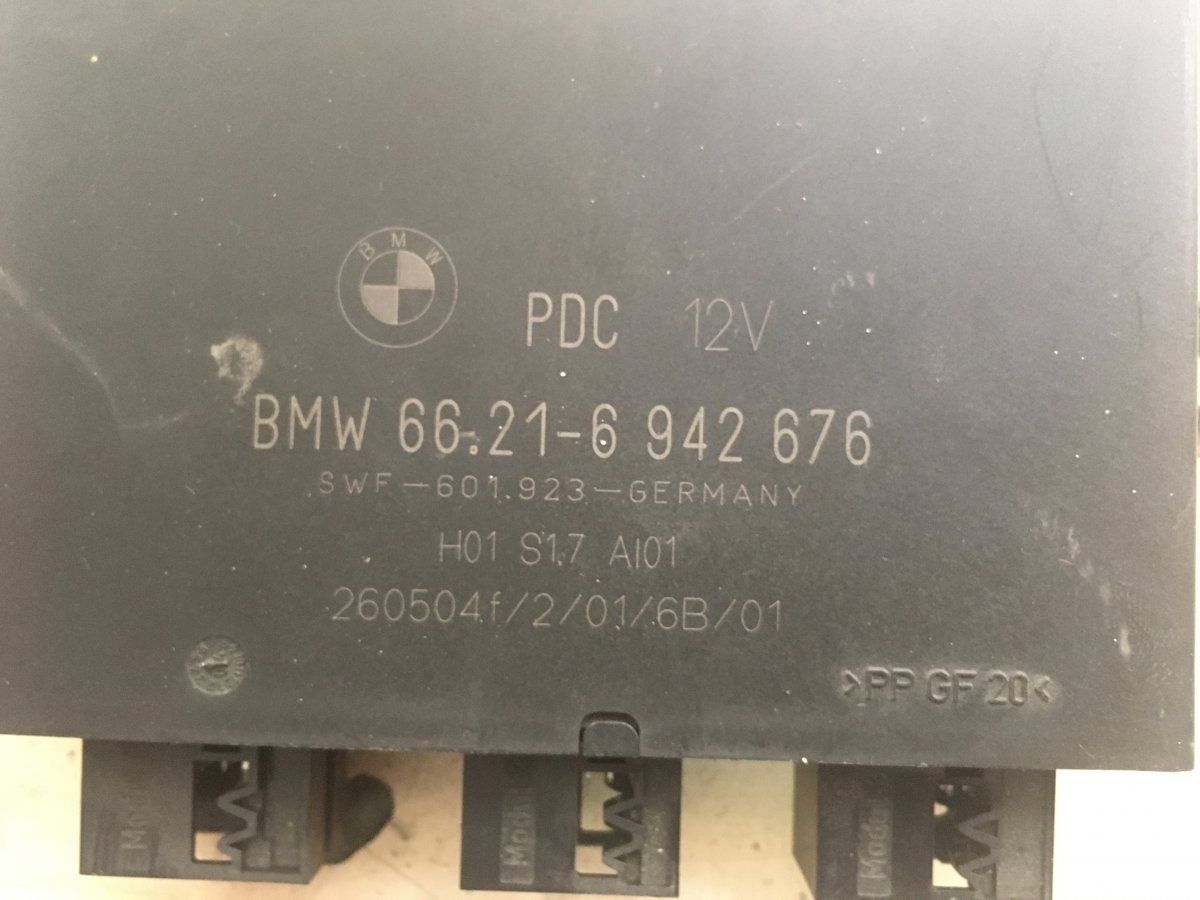 BMW
PDC 12V
BMW 66.21-6 942 676
SWF-601.923-GERMANY
H01 S1.7 AI01
260504f/2/01/6B/01
>PP GF 20<